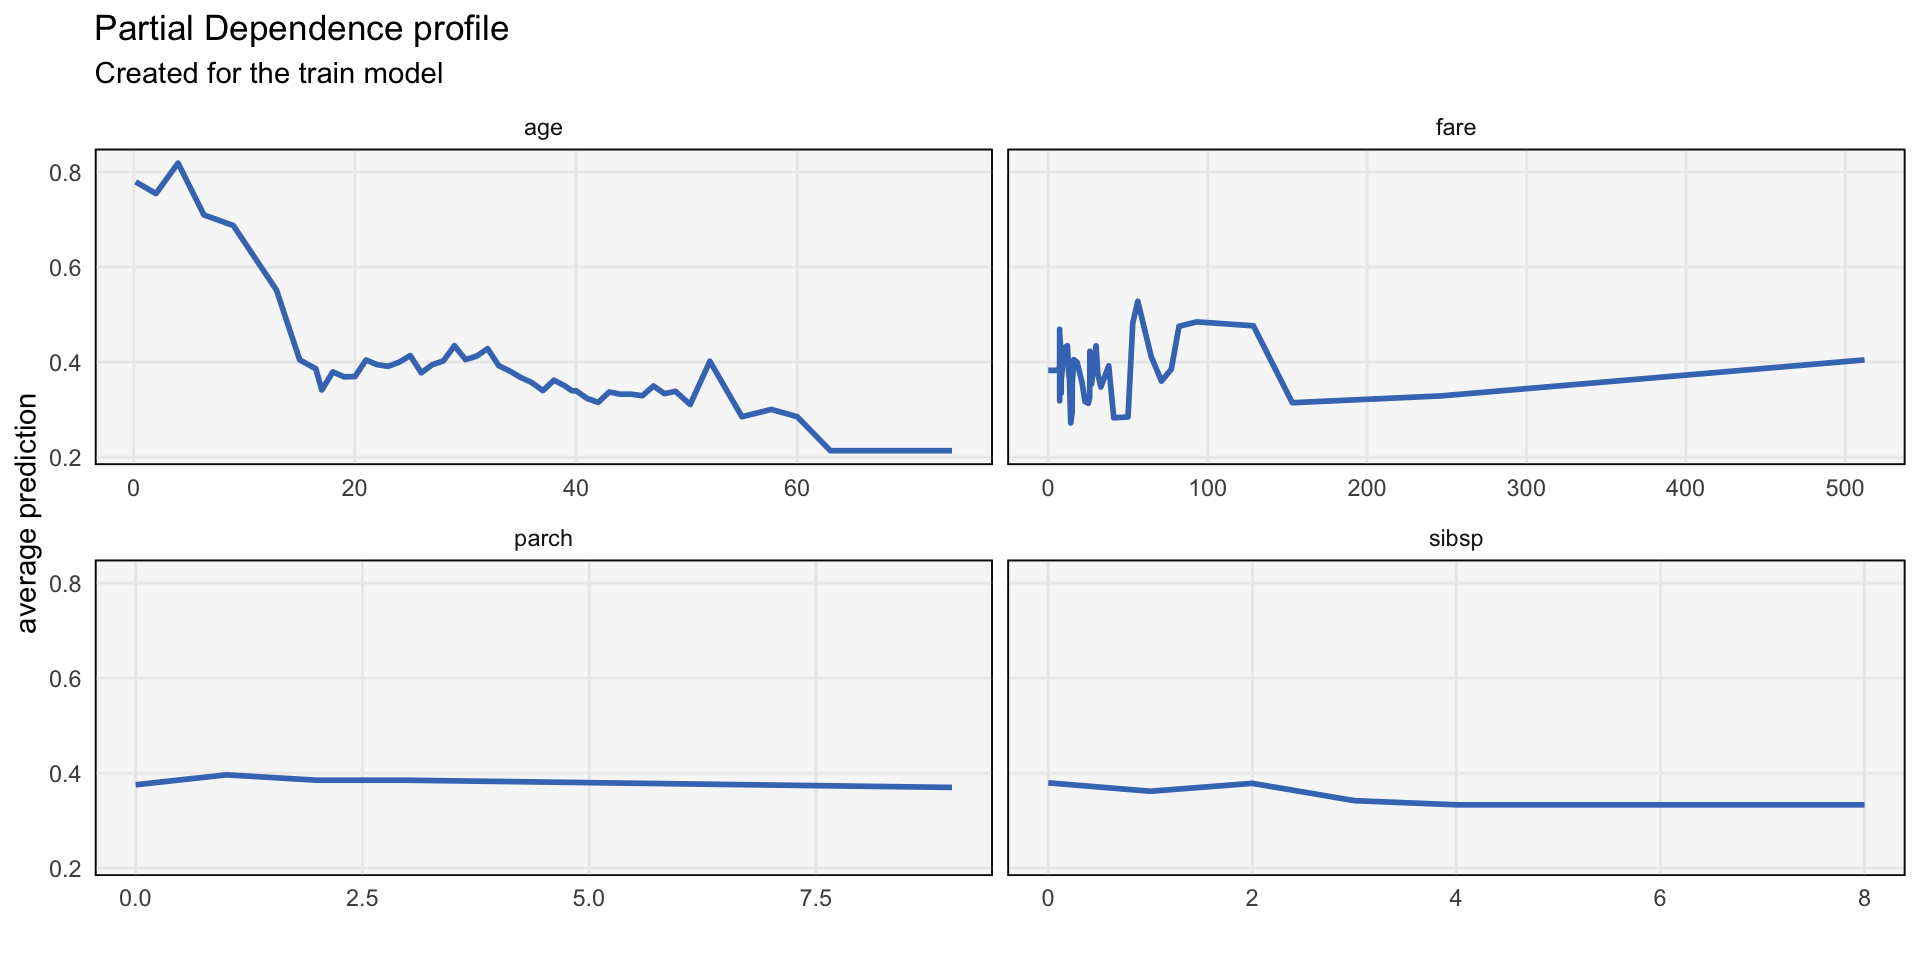 Partial Dependence profile
Created for the train model
age
fare
0.8
0.6
0.4
0.2
0 20 40 60
0 100 200 300 400 500
average prediction
parch
sibsp
0.8
0.6
0.4
0.2
0.0 2.5 5.0 7.5
0 2 4 6 8